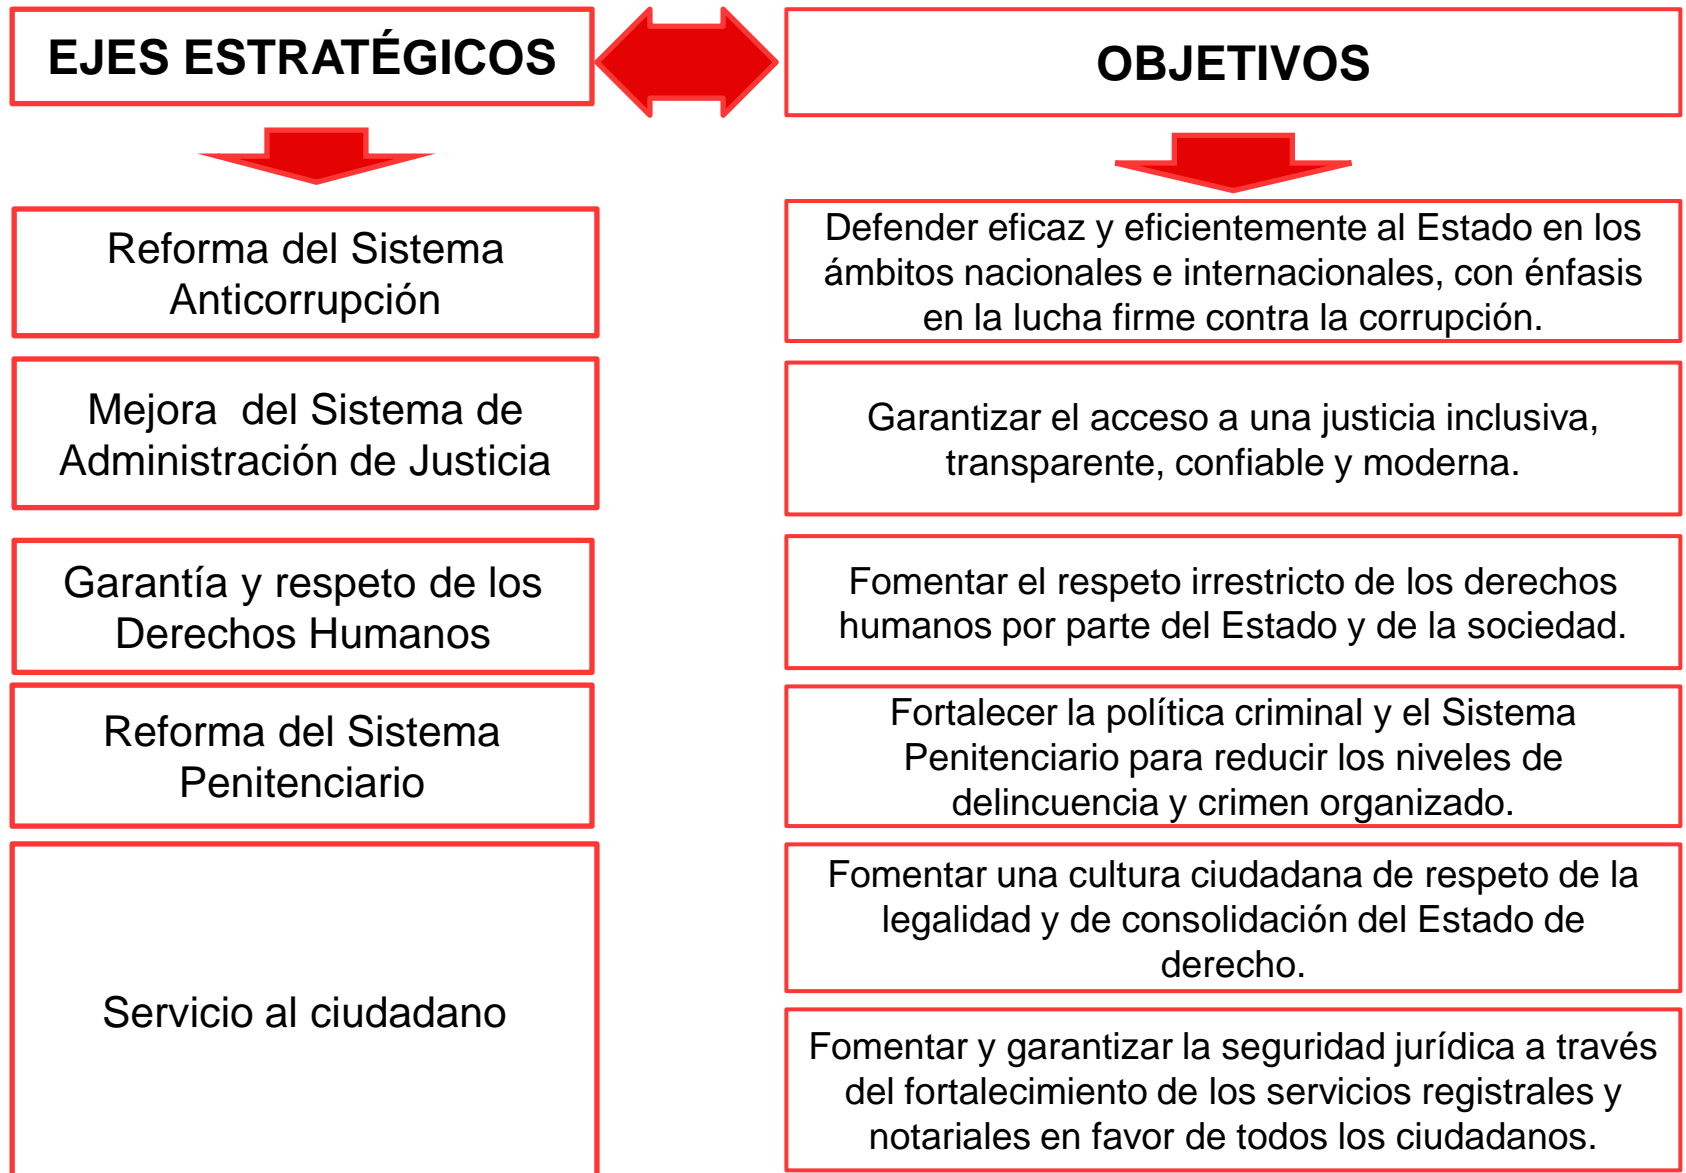 EJES ESTRATÉGICOS
OBJETIVOS
Reforma del Sistema
Anticorrupción
Defender eficaz y eficientemente al Estado en los
ámbitos nacionales e internacionales, con énfasis
en la lucha firme contra la corrupción.
Mejora  del Sistema de
Administración de Justicia
Garantizar el acceso a una justicia inclusiva,
transparente, confiable y moderna.
Garantía y respeto de los
Derechos Humanos
Fomentar el respeto irrestricto de los derechos
humanos por parte del Estado y de la sociedad.
Reforma del Sistema
Penitenciario
Fortalecer la política criminal y el Sistema
Penitenciario para reducir los niveles de
delincuencia y crimen organizado.
Servicio al ciudadano
Fomentar una cultura ciudadana de respeto de la
legalidad y de consolidación del Estado de
derecho.
Fomentar y garantizar la seguridad jurídica a través
del fortalecimiento de los servicios registrales y
notariales en favor de todos los ciudadanos.